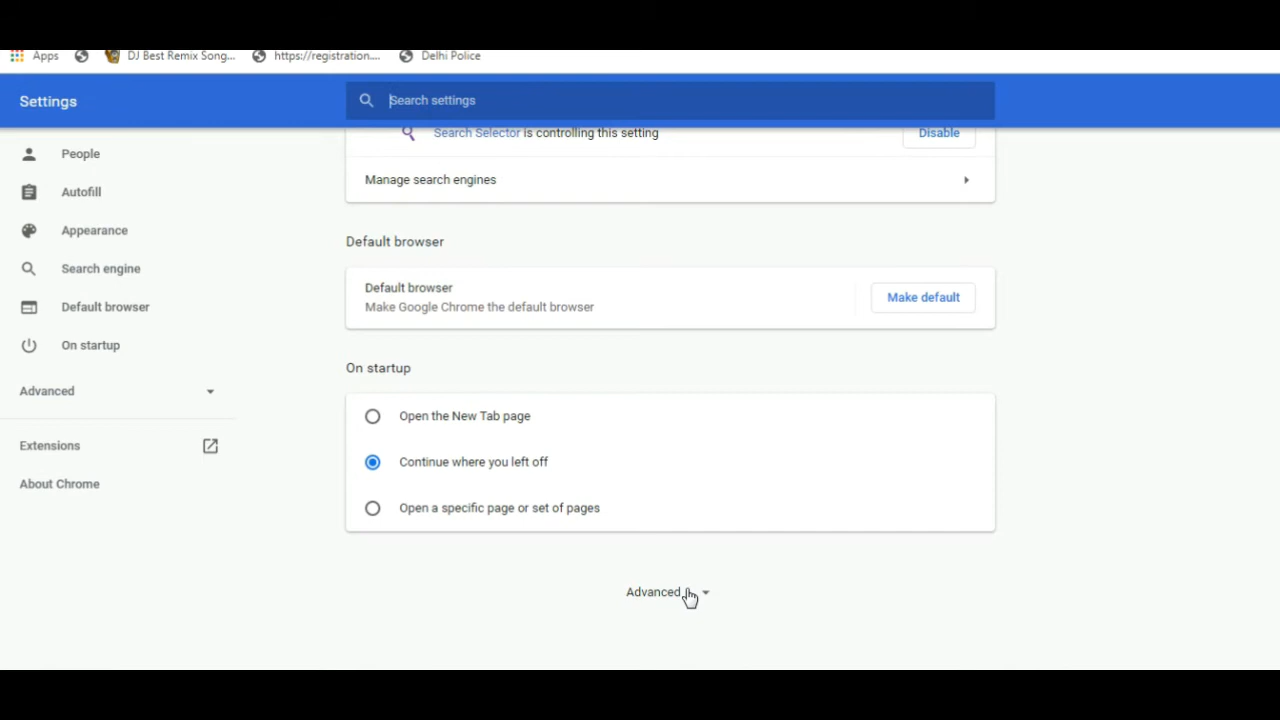 Apps DJ Best Remix Song... https://registration.... Delhi Police
Settings
Search settings
People
Autofill
Appearance
Search engine
Default browser
On startup
Advanced
Extensions
About Chrome
Search Selector is controlling this setting
Disable
Manage search engines
Default browser
Default browser
Make Google Chrome the default browser
Make default
On startup
Open the New Tab page
Continue where you left off
Open a specific page or set of pages
Advanced